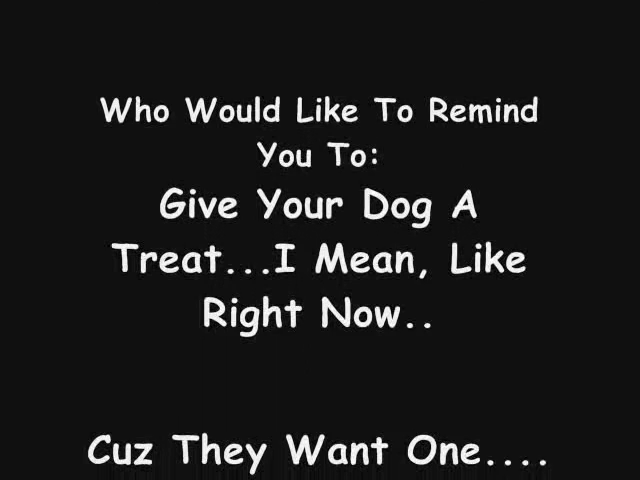 Who Would Like To Remind
You To:
Give Your Dog A
Treat...I Mean, Like
Right Now..
Cuz They Want One....